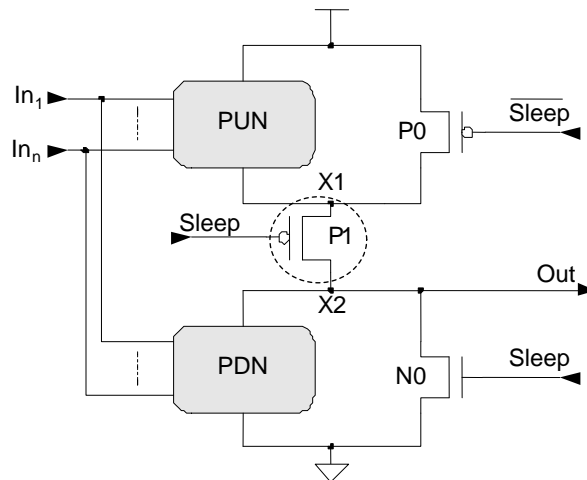 In1
Inn
PUN
P0
Sleep
X1
Sleep
P1
Out
X2
PDN
N0
Sleep